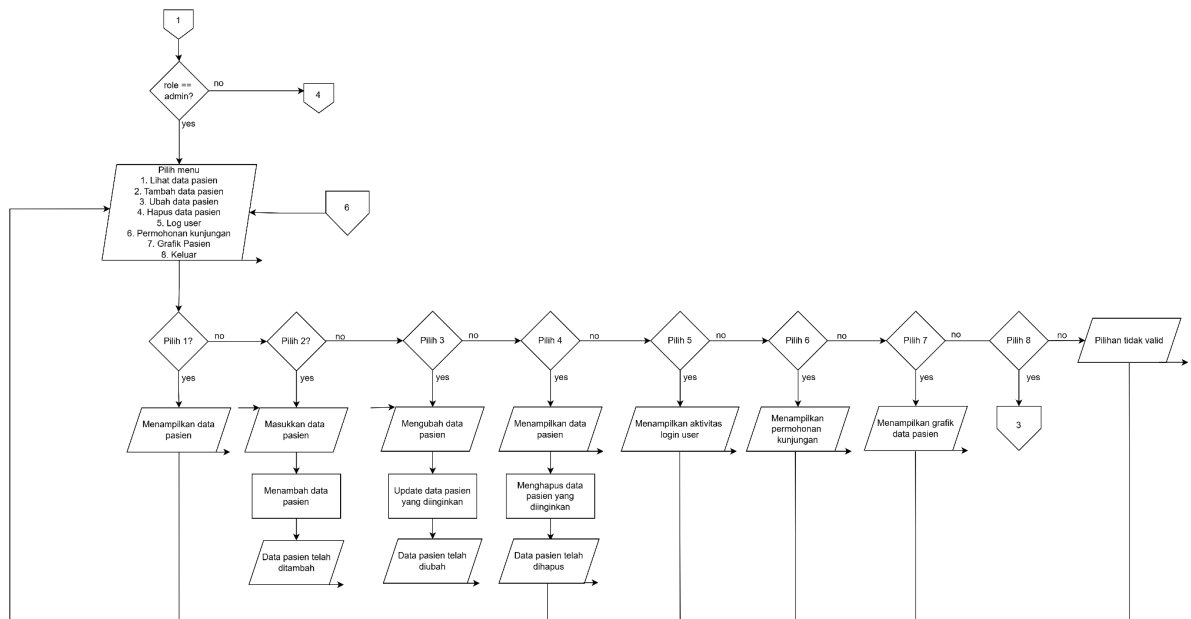 1
role ==
admin?
no
4
yes
Pilih menu
1. Lihat data pasien
2. Tambah data pasien
3. Ubah data pasien
4. Hapus data pasien
5. Log user
6. Permohonan kunjungan
7. Grafik Pasien
8. Keluar
6
Pilih 1?
no
Pilih 2?
no
Pilih 3
no
Pilih 4
no
Pilih 5
no
Pilih 6
no
Pilih 7
no
Pilih 8
no
Pilihan tidak valid
yes
yes
yes
yes
yes
yes
yes
yes
Menampilkan data
pasien
Masukkan data
pasien
Mengubah data
pasien
Menampilkan data
pasien
Menampilkan aktivitas
login user
Menampilkan
permohonan
kunjungan
Menampilkan grafik
data pasien
3
Menambah data
pasien
Update data pasien
yang diinginkan
Menghapus data
pasien yang
diinginkan
Data pasien telah
ditambah
Data pasien telah
diubah
Data pasien telah
dihapus